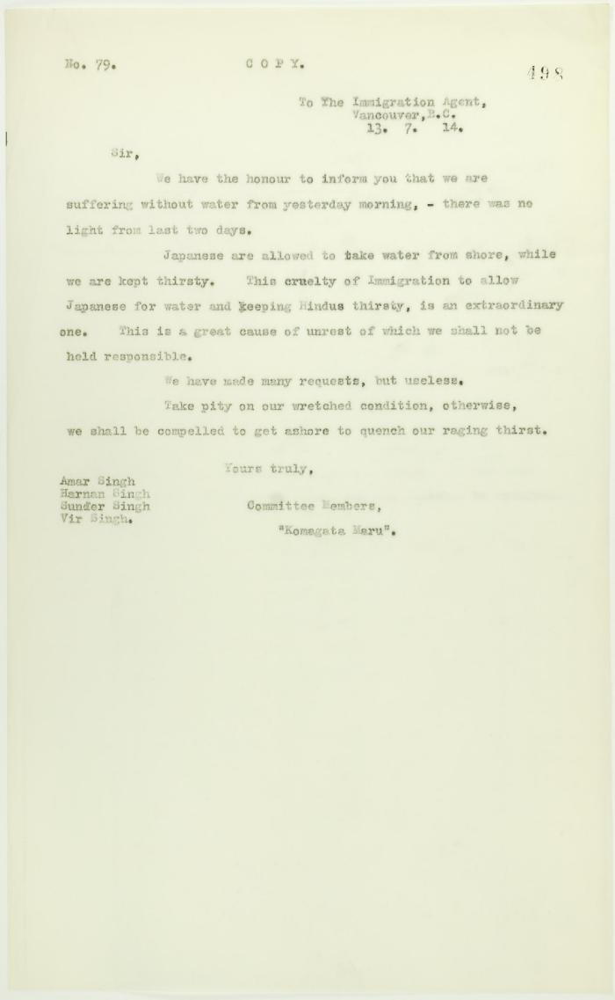 No. 79.
C O P Y.
498
To The Immigration Agent,
Vancouver, B.C.
13. 7. 14.
Sir,
We have the honour to inform you that we are
suffering without water from yesterday morning, - there was no
light from last two days.
Japanese are allowed to take water from shore, while
we are kept thirsty. This cruelty of Immigration to allow
Japanese for water and keeping Hindus thirsty, is an extraordinary
one. This is a great cause of unrest of which we shall not be
held responsible.
We have made many requests, but useless.
Take pity on our wretched condition, otherwise,
we shall be compelled to get ashore to quench our raging thirst.
Yours truly,
Amar Singh
Harnan Singh
Sunder Singh
Vir Singh.
Committee Members,
"Komagata Maru".